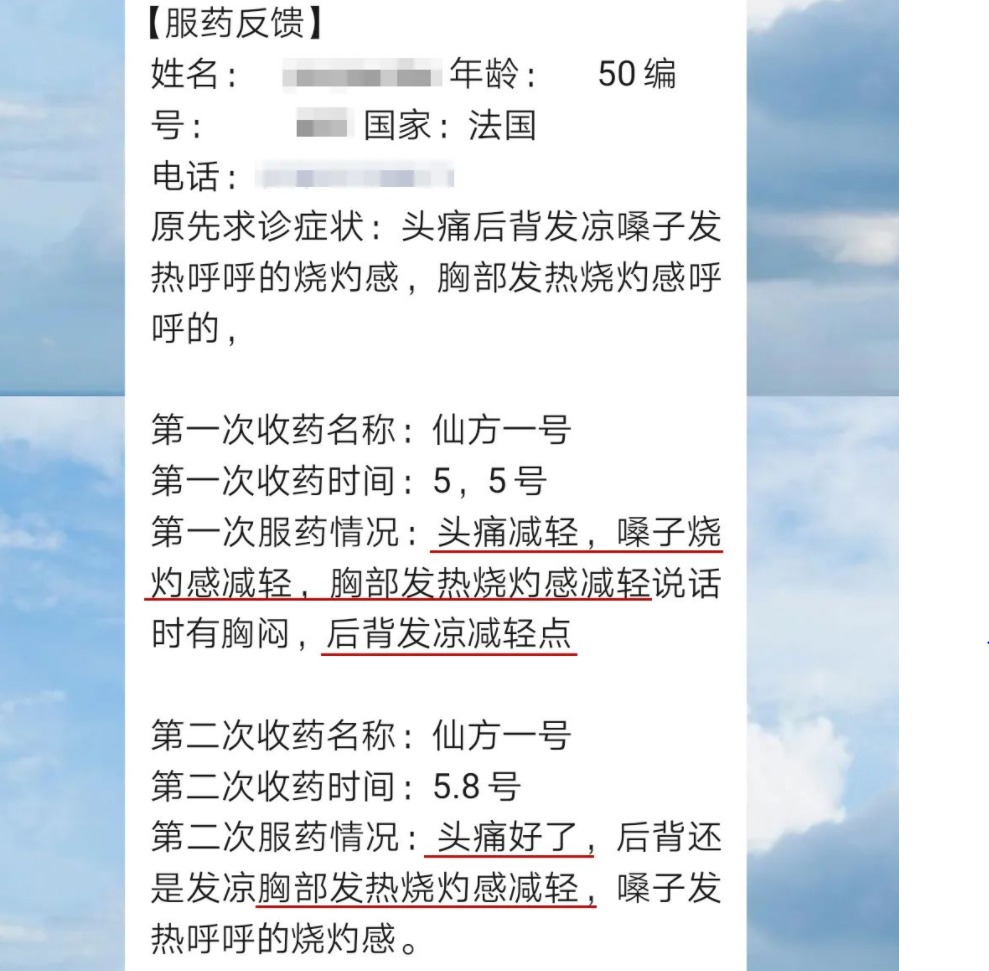 【服药反馈】
姓名： 年龄： 50编
号： 国家：法国
电话：
原先求诊症状：头痛后背发凉嗓子发
热呼呼的烧灼感，胸部发热烧灼感呼
呼的，
第一次收药名称：仙方一号
第一次收药时间：5，5号
第一次服药情况：头痛减轻，嗓子烧
灼感减轻，胸部发热烧灼感减轻说话
时有胸闷，后背发凉减轻点
第二次收药名称：仙方一号
第二次收药时间：5.8号
第二次服药情况：头痛好了，后背还
是发凉胸部发热烧灼感减轻，嗓子发
热呼呼的烧灼感。